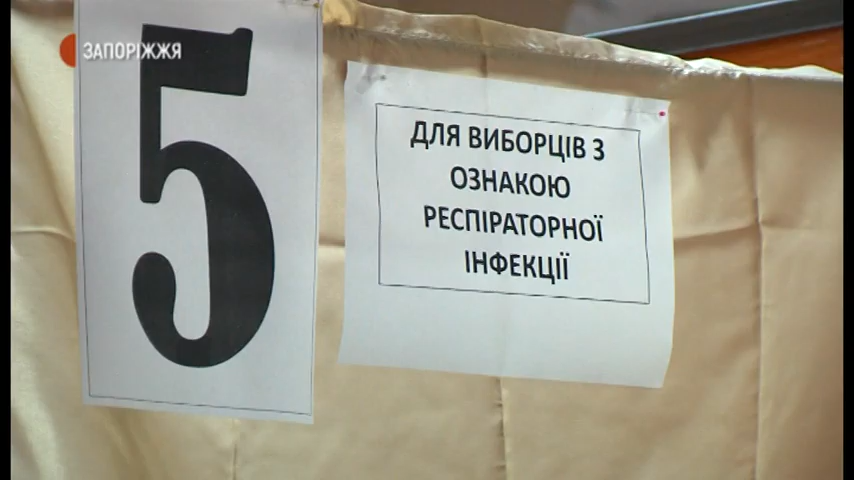 ЗАПОРІЖЖЯ
5
ДЛЯ ВИБОРЦІВ З
ОЗНАКОЮ
РЕСПІРАТОРНОЇ
ІНФЕКЦІЇ